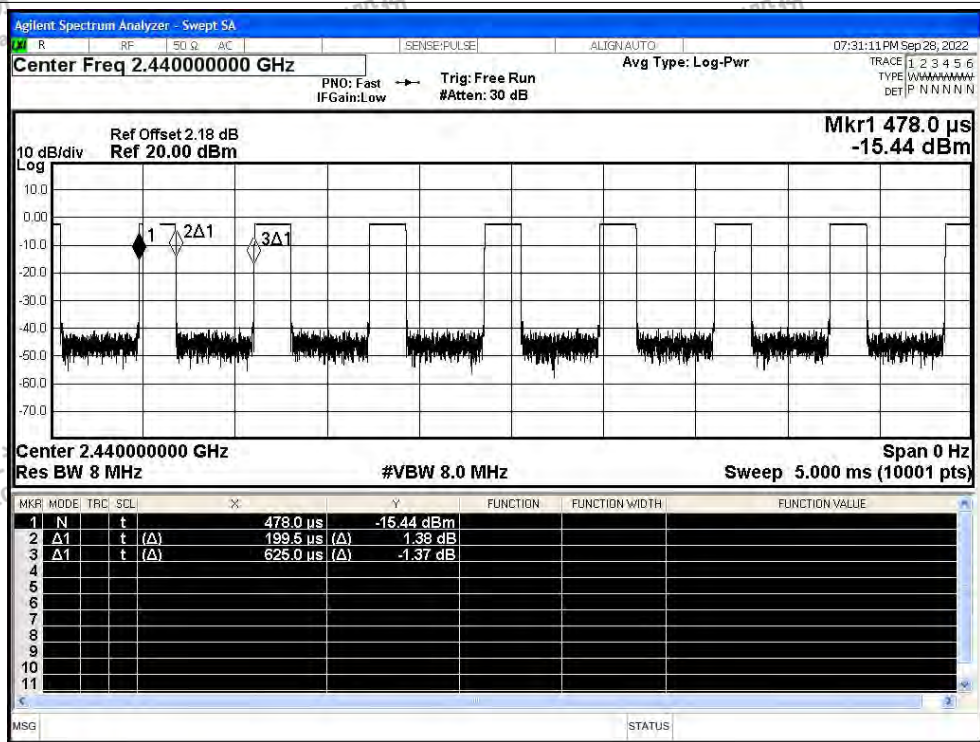 Agilent Spectrum Analyzer - Swept SA
R RF 50 Ω AC SENSE:PULSE ALIGN AUTO 07:31:11 PM Sep 28, 2022
Center Freq 2.440000000 GHz
PNO: Fast
IFGain:Low
Trig: Free Run
#Atten: 30 dB
Avg Type: Log-Pwr
TRACE 1 2 3 4 5 6
TYPE
DET P N N N N N
Mkr1 478.0 µs
-15.44 dBm
Ref Offset 2.18 dB
10 dB/div Ref 20.00 dBm
Log
10.0
0.00
-10.0
-20.0
-30.0
-40.0
-50.0
-60.0
-70.0
1 2Δ1 3Δ1
Center 2.440000000 GHz Span 0 Hz
Res BW 8 MHz #VBW 8.0 MHz Sweep 5.000 ms (10001 pts)
MKR MODE TRC SCL X Y FUNCTION FUNCTION WIDTH FUNCTION VALUE
1 N t 478.0 µs -15.44 dBm
2 Δ1 t (Δ) 199.5 µs (Δ) 1.38 dB
3 Δ1 t (Δ) 625.0 µs (Δ) -1.37 dB
4
5
6
7
8
9
10
11
MSG STATUS